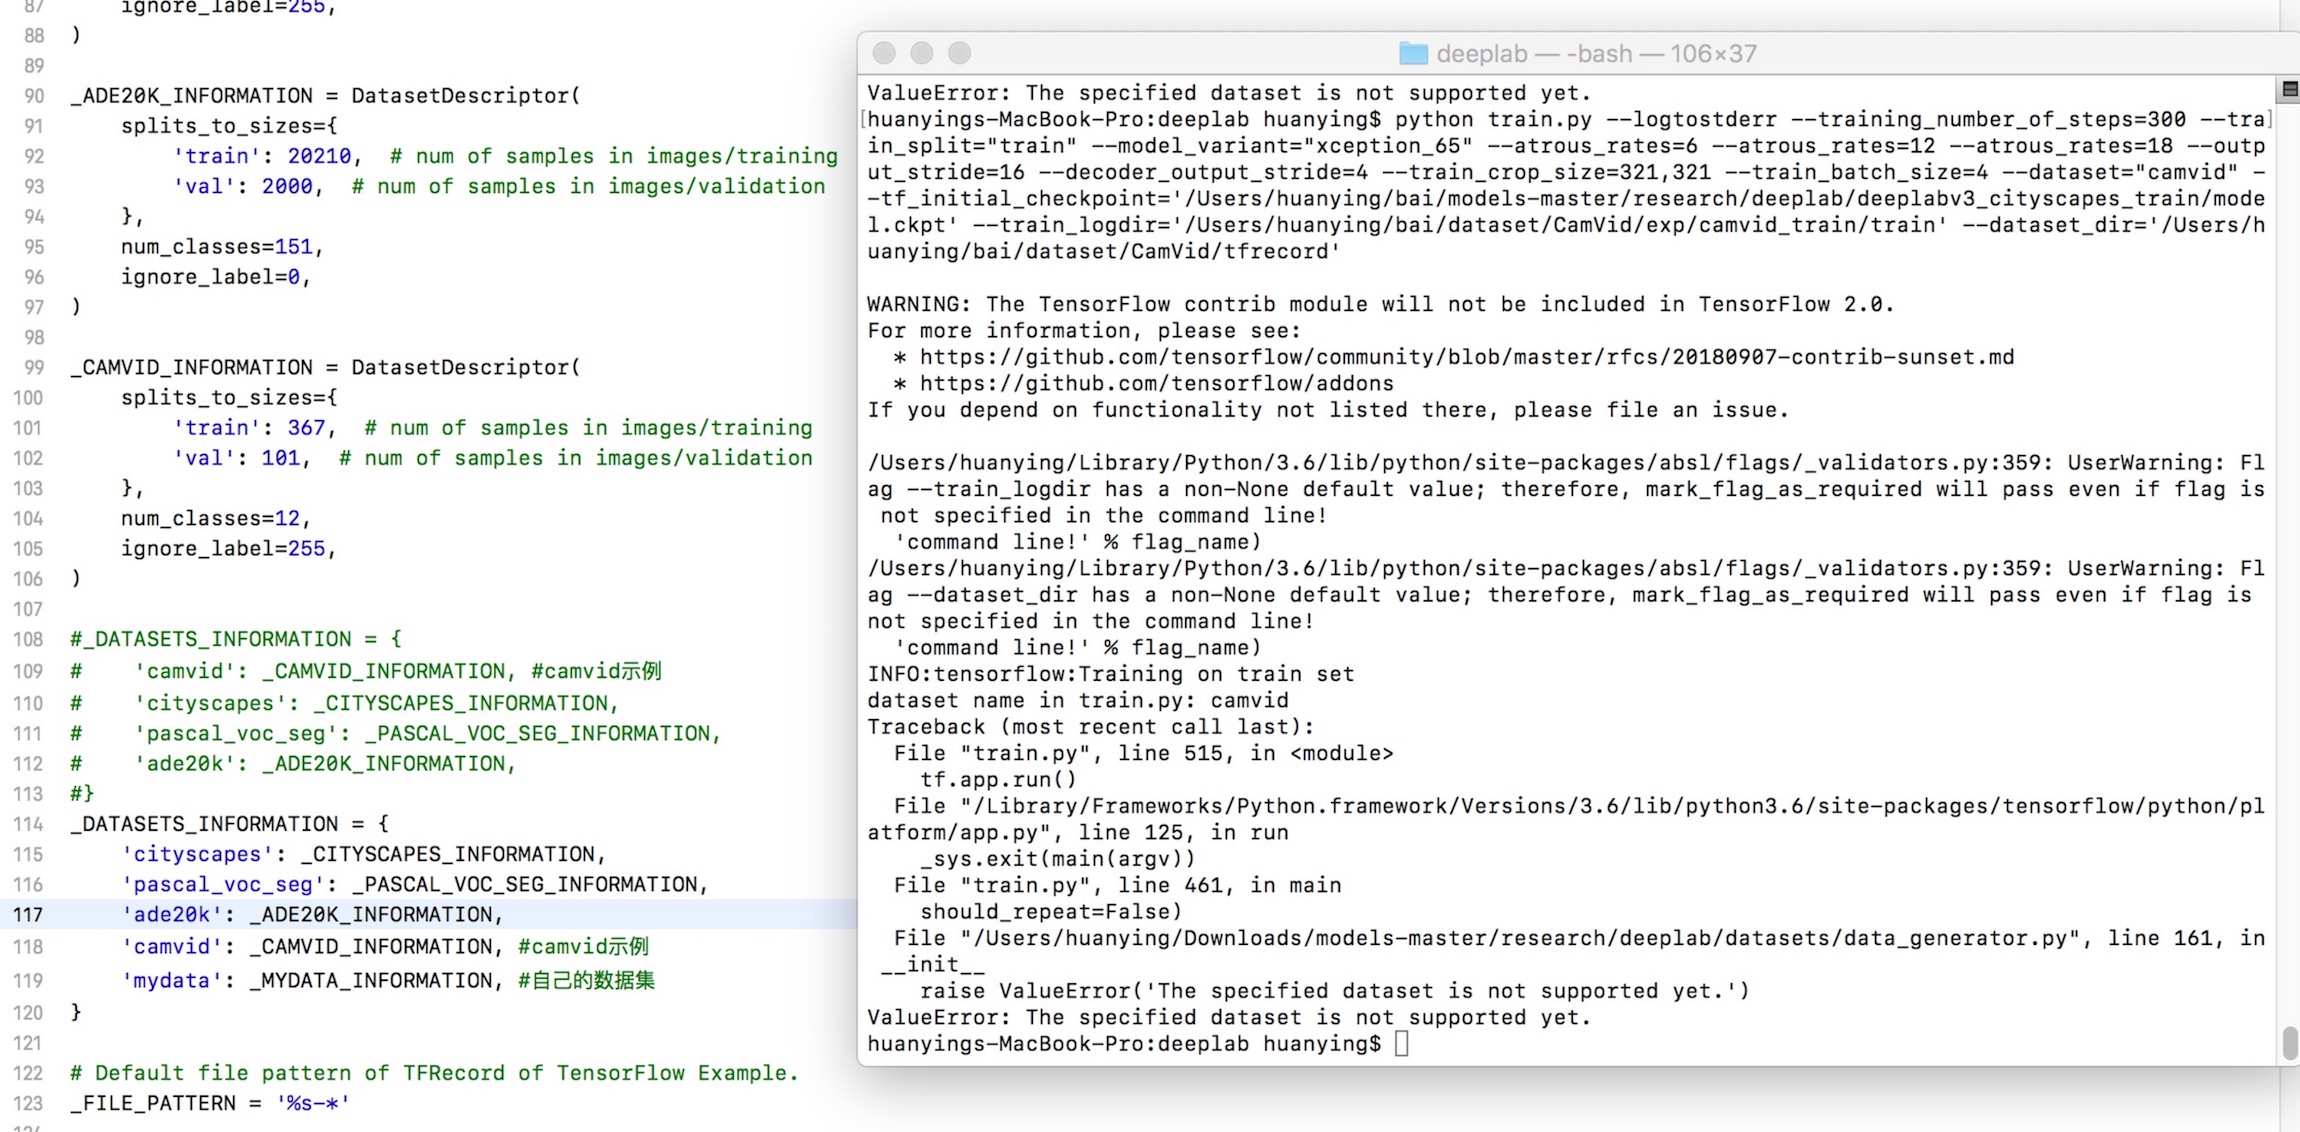 87 ignore_label=255,
88 )
89
90 _ADE20K_INFORMATION = DatasetDescriptor(
91 splits_to_sizes={
92 'train': 20210, # num of samples in images/training
93 'val': 2000, # num of samples in images/validation
94 },
95 num_classes=151,
96 ignore_label=0,
97 )
98
99 _CAMVID_INFORMATION = DatasetDescriptor(
100 splits_to_sizes={
101 'train': 367, # num of samples in images/training
102 'val': 101, # num of samples in images/validation
103 },
104 num_classes=12,
105 ignore_label=255,
106 )
107
108 #_DATASETS_INFORMATION = {
109 # 'camvid': _CAMVID_INFORMATION, #camvid示例
110 # 'cityscapes': _CITYSCAPES_INFORMATION,
111 # 'pascal_voc_seg': _PASCAL_VOC_SEG_INFORMATION,
112 # 'ade20k': _ADE20K_INFORMATION,
113 #}
114 _DATASETS_INFORMATION = {
115 'cityscapes': _CITYSCAPES_INFORMATION,
116 'pascal_voc_seg': _PASCAL_VOC_SEG_INFORMATION,
117 'ade20k': _ADE20K_INFORMATION,
118 'camvid': _CAMVID_INFORMATION, #camvid示例
119 'mydata': _MYDATA_INFORMATION, #自己的数据集
120 }
121
122 # Default file pattern of TFRecord of TensorFlow Example.
123 _FILE_PATTERN = '%s-*'
deeplab — -bash — 106×37
ValueError: The specified dataset is not supported yet.
[huanyings-MacBook-Pro:deeplab huanying$ python train.py --logtostderr --training_number_of_steps=300 --tra]
in_split="train" --model_variant="xception_65" --atrous_rates=6 --atrous_rates=12 --atrous_rates=18 --outp
ut_stride=16 --decoder_output_stride=4 --train_crop_size=321,321 --train_batch_size=4 --dataset="camvid" -
-tf_initial_checkpoint='/Users/huanying/bai/models-master/research/deeplab/deeplabv3_cityscapes_train/mode
l.ckpt' --train_logdir='/Users/huanying/bai/dataset/CamVid/exp/camvid_train/train' --dataset_dir='/Users/h
uanying/bai/dataset/CamVid/tfrecord'
WARNING: The TensorFlow contrib module will not be included in TensorFlow 2.0.
For more information, please see:
* https://github.com/tensorflow/community/blob/master/rfcs/20180907-contrib-sunset.md
* https://github.com/tensorflow/addons
If you depend on functionality not listed there, please file an issue.
/Users/huanying/Library/Python/3.6/lib/python/site-packages/absl/flags/_validators.py:359: UserWarning: Fl
ag --train_logdir has a non-None default value; therefore, mark_flag_as_required will pass even if flag is
not specified in the command line!
'command line!' % flag_name)
/Users/huanying/Library/Python/3.6/lib/python/site-packages/absl/flags/_validators.py:359: UserWarning: Fl
ag --dataset_dir has a non-None default value; therefore, mark_flag_as_required will pass even if flag is
not specified in the command line!
'command line!' % flag_name)
INFO:tensorflow:Training on train set
dataset name in train.py: camvid
Traceback (most recent call last):
File "train.py", line 515, in <module>
tf.app.run()
File "/Library/Frameworks/Python.framework/Versions/3.6/lib/python3.6/site-packages/tensorflow/python/pl
atform/app.py", line 125, in run
_sys.exit(main(argv))
File "train.py", line 461, in main
should_repeat=False)
File "/Users/huanying/Downloads/models-master/research/deeplab/datasets/data_generator.py", line 161, in
__init__
raise ValueError('The specified dataset is not supported yet.')
ValueError: The specified dataset is not supported yet.
huanyings-MacBook-Pro:deeplab huanying$